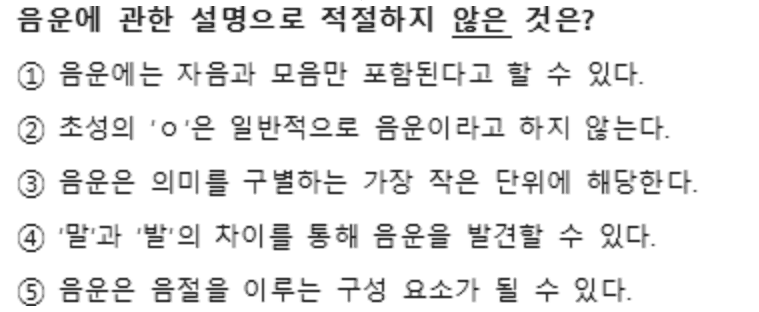 음운에 관한 설명으로 적절하지 않은 것은?
① 음운에는 자음과 모음만 포함된다고 할 수 있다.
② 초성의 'ㅇ'은 일반적으로 음운이라고 하지 않는다.
③ 음운은 의미를 구별하는 가장 작은 단위에 해당한다.
④ '말'과 '발'의 차이를 통해 음운을 발견할 수 있다.
⑤ 음운은 음절을 이루는 구성 요소가 될 수 있다.